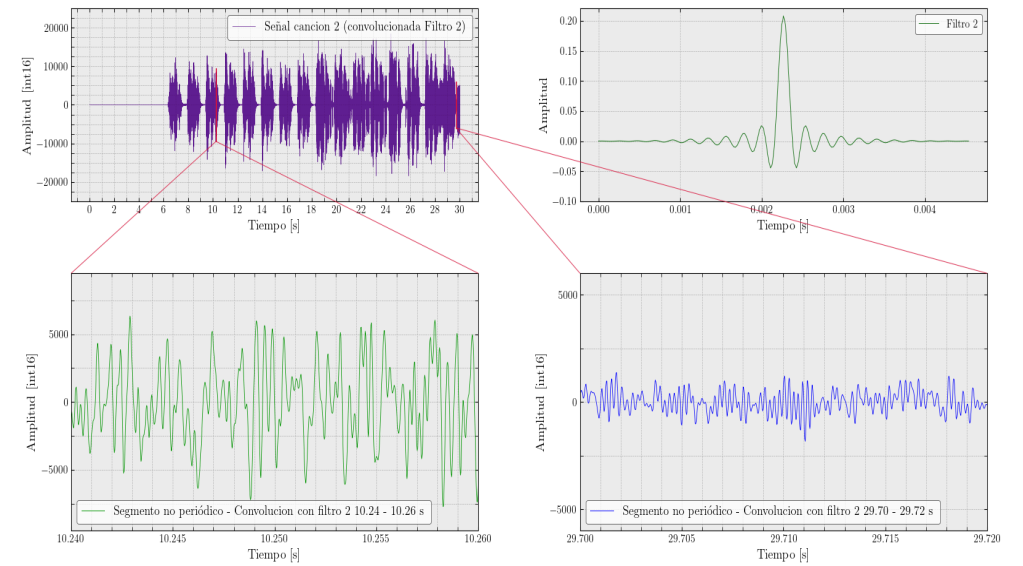 Señal cancion 2 (convolucionada Filtro 2)
20000
10000
0
−10000
−20000
Amplitud [int16]
0 2 4 6 8 10 12 14 16 18 20 22 24 26 28 30
Tiempo [s]
Filtro 2
0.20
0.15
0.10
0.05
0.00
−0.05
−0.10
Amplitud
0.000 0.001 0.002 0.003 0.004
Tiempo [s]
5000
0
−5000
Amplitud [int16]
Segmento no periódico - Convolucion con filtro 2 10.24 - 10.26 s
10.240 10.245 10.250 10.255 10.260
Tiempo [s]
5000
0
−5000
Amplitud [int16]
Segmento no periódico - Convolucion con filtro 2 29.70 - 29.72 s
29.700 29.705 29.710 29.715 29.720
Tiempo [s]